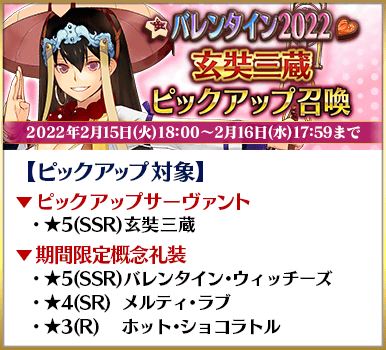 バレンタイン2022
玄奘三蔵
ピックアップ召喚
2022年2月15日(火)18:00～2月16日(水)17:59まで
【ピックアップ対象】
▼ピックアップサーヴァント
・★5(SSR)玄奘三蔵
▼期間限定概念礼装
・★5(SSR)バレンタイン・ウィッチーズ
・★4(SR) メルティ・ラブ
・★3(R) ホット・ショコラトル